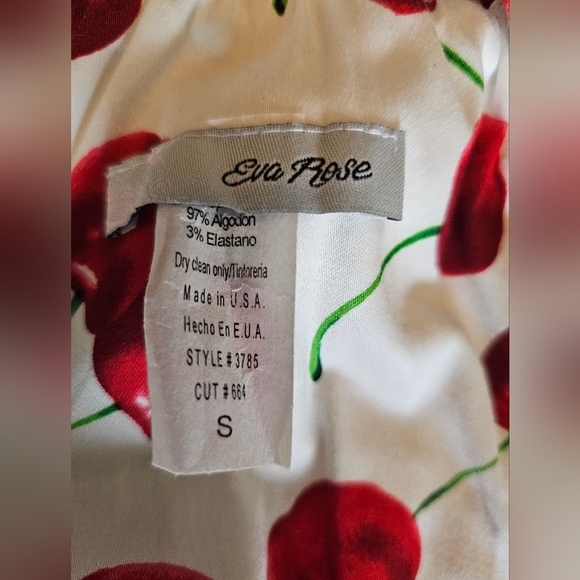 Eva Rose
97% Algodon
3% Elastano
Dry clean only/Tintoreria
Made in U.S.A.
Hecho En E.U.A.
STYLE # 3785
CUT # 664
S